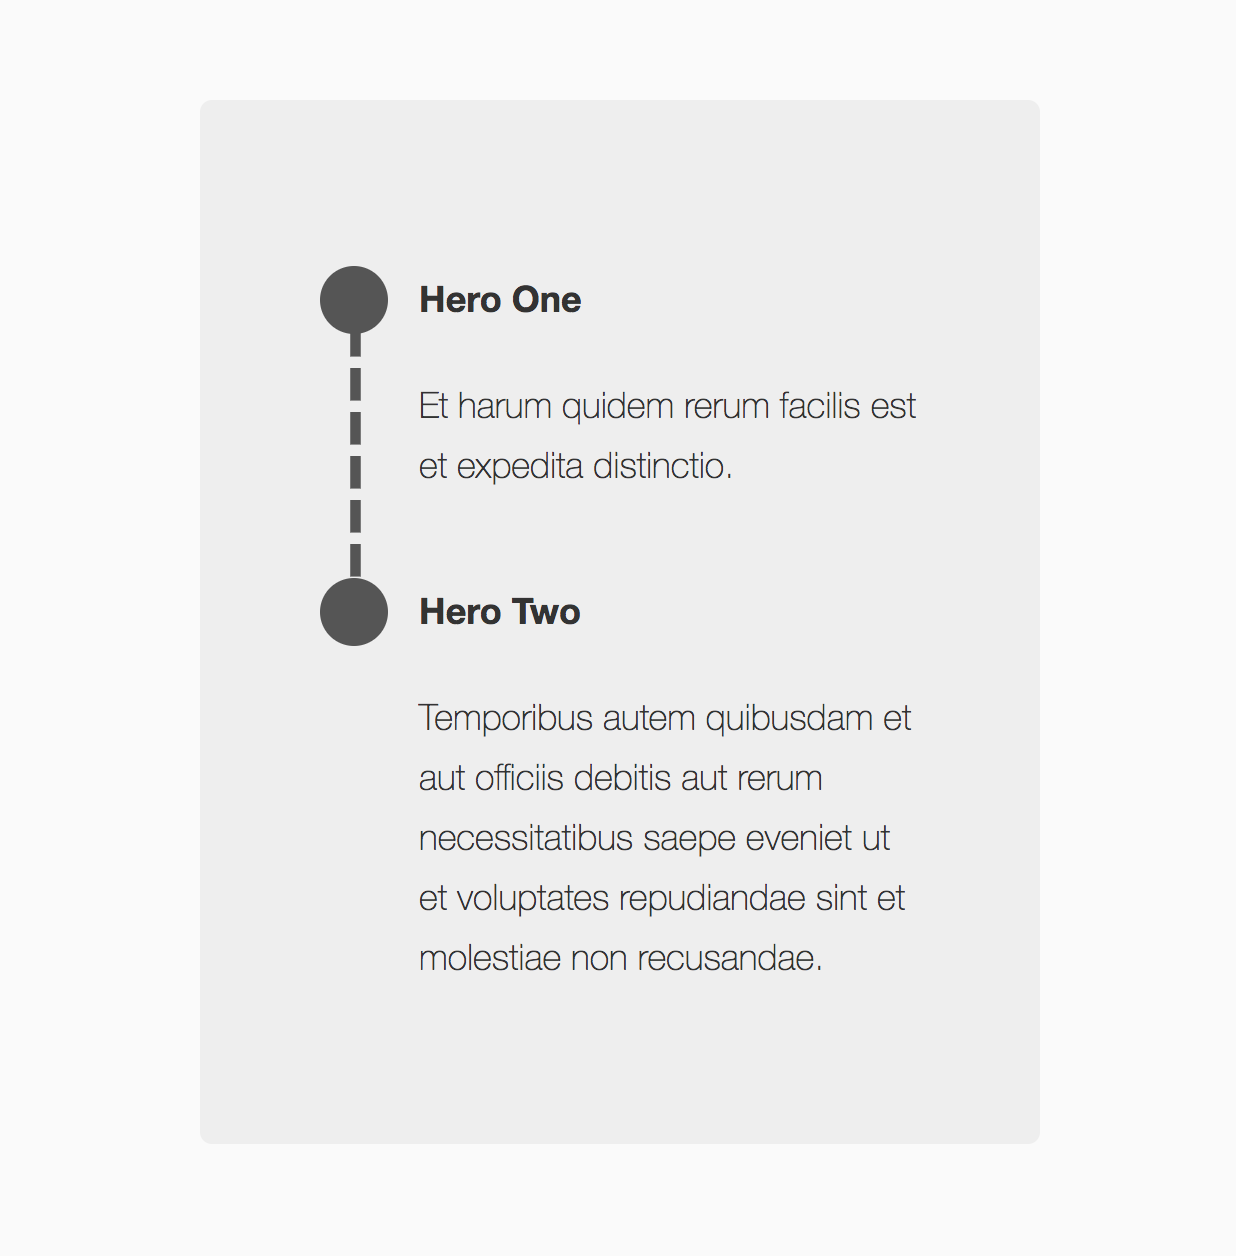 Hero One
Et harum quidem rerum facilis est
et expedita distinctio.
Hero Two
Temporibus autem quibusdam et
aut officiis debitis aut rerum
necessitatibus saepe eveniet ut
et voluptates repudiandae sint et
molestiae non recusandae.